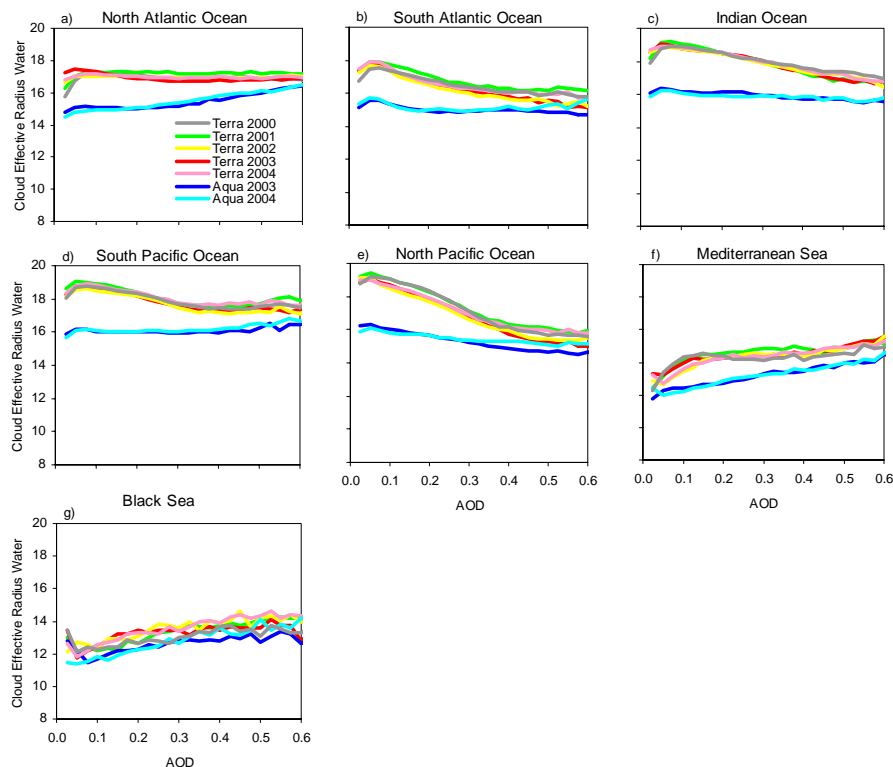 a) North Atlantic Ocean
b) South Atlantic Ocean
c) Indian Ocean
Cloud Effective Radius Water
20
18
16
14
12
10
8
Terra 2000
Terra 2001
Terra 2002
Terra 2003
Terra 2004
Aqua 2003
Aqua 2004
d) South Pacific Ocean
e) North Pacific Ocean
f) Mediterranean Sea
Cloud Effective Radius Water
20
18
16
14
12
10
8
0.0 0.1 0.2 0.3 0.4 0.5 0.6
AOD
0.0 0.1 0.2 0.3 0.4 0.5 0.6
AOD
g) Black Sea
Cloud Effective Radius Water
20
18
16
14
12
10
8
0.0 0.1 0.2 0.3 0.4 0.5 0.6
AOD